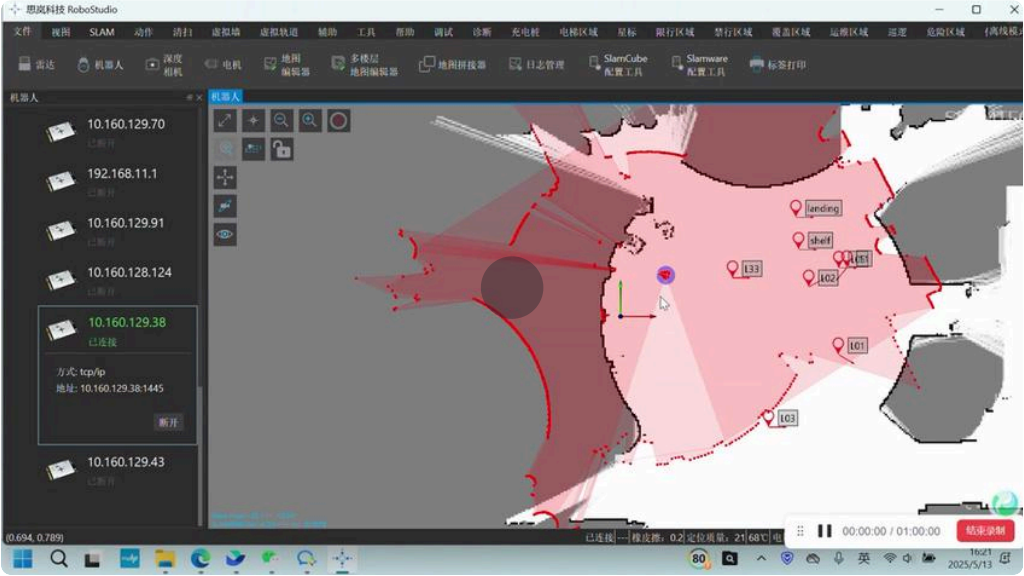 思岚科技 RoboStudio
文件 视图 SLAM 动作 清扫 虚拟墙 虚拟轨道 辅助 工具 帮助 调试 诊断 充电桩 电梯区域 星标 限行区域 禁行区域 覆盖区域 运维区域 巡逻 危险区域
雷达 机器人 深度相机 电机 地图编辑器 多楼层地图编辑器 地图拼接器 日志管理 SlamCube配置工具 Slamware配置工具 标签打印
机器人
机器人
10.160.129.70
已断开
192.168.11.1
已断开
10.160.129.91
已断开
10.160.128.124
已断开
10.160.129.38
已连接
方式: tcp/ip
地址: 10.160.129.38:1445
断开
10.160.129.43
已断开
landing
shelf
L33
L02
L01
L03
(0.694, 0.789)
已连接
定位质量: 21
68℃
00:00:00 / 01:00:00
结束录制
80
英
16:21
2025/5/13